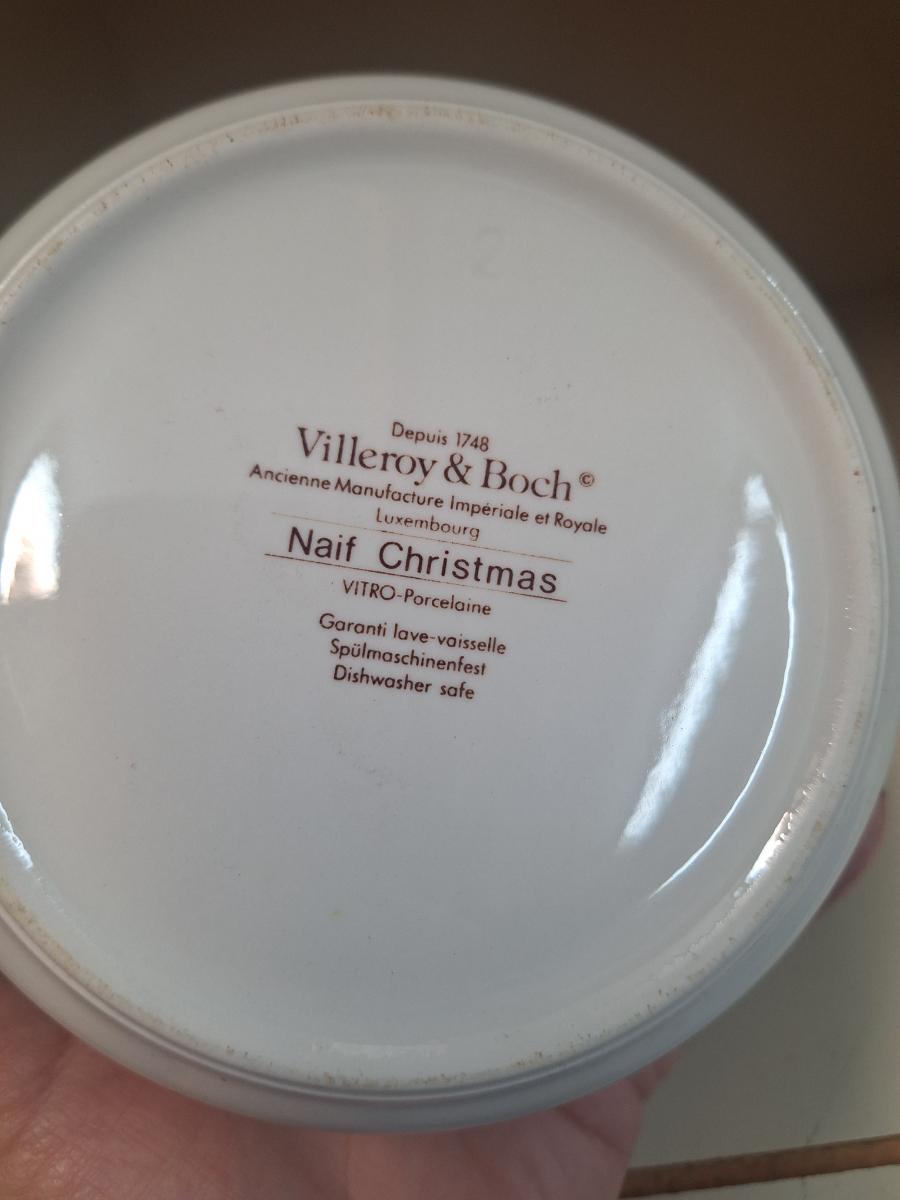 2
Depuis 1748
Villeroy & Boch©
Ancienne Manufacture Impériale et Royale
Luxembourg
Naif Christmas
VITRO-Porcelaine
Garanti lave-vaisselle
Spülmaschinenfest
Dishwasher safe